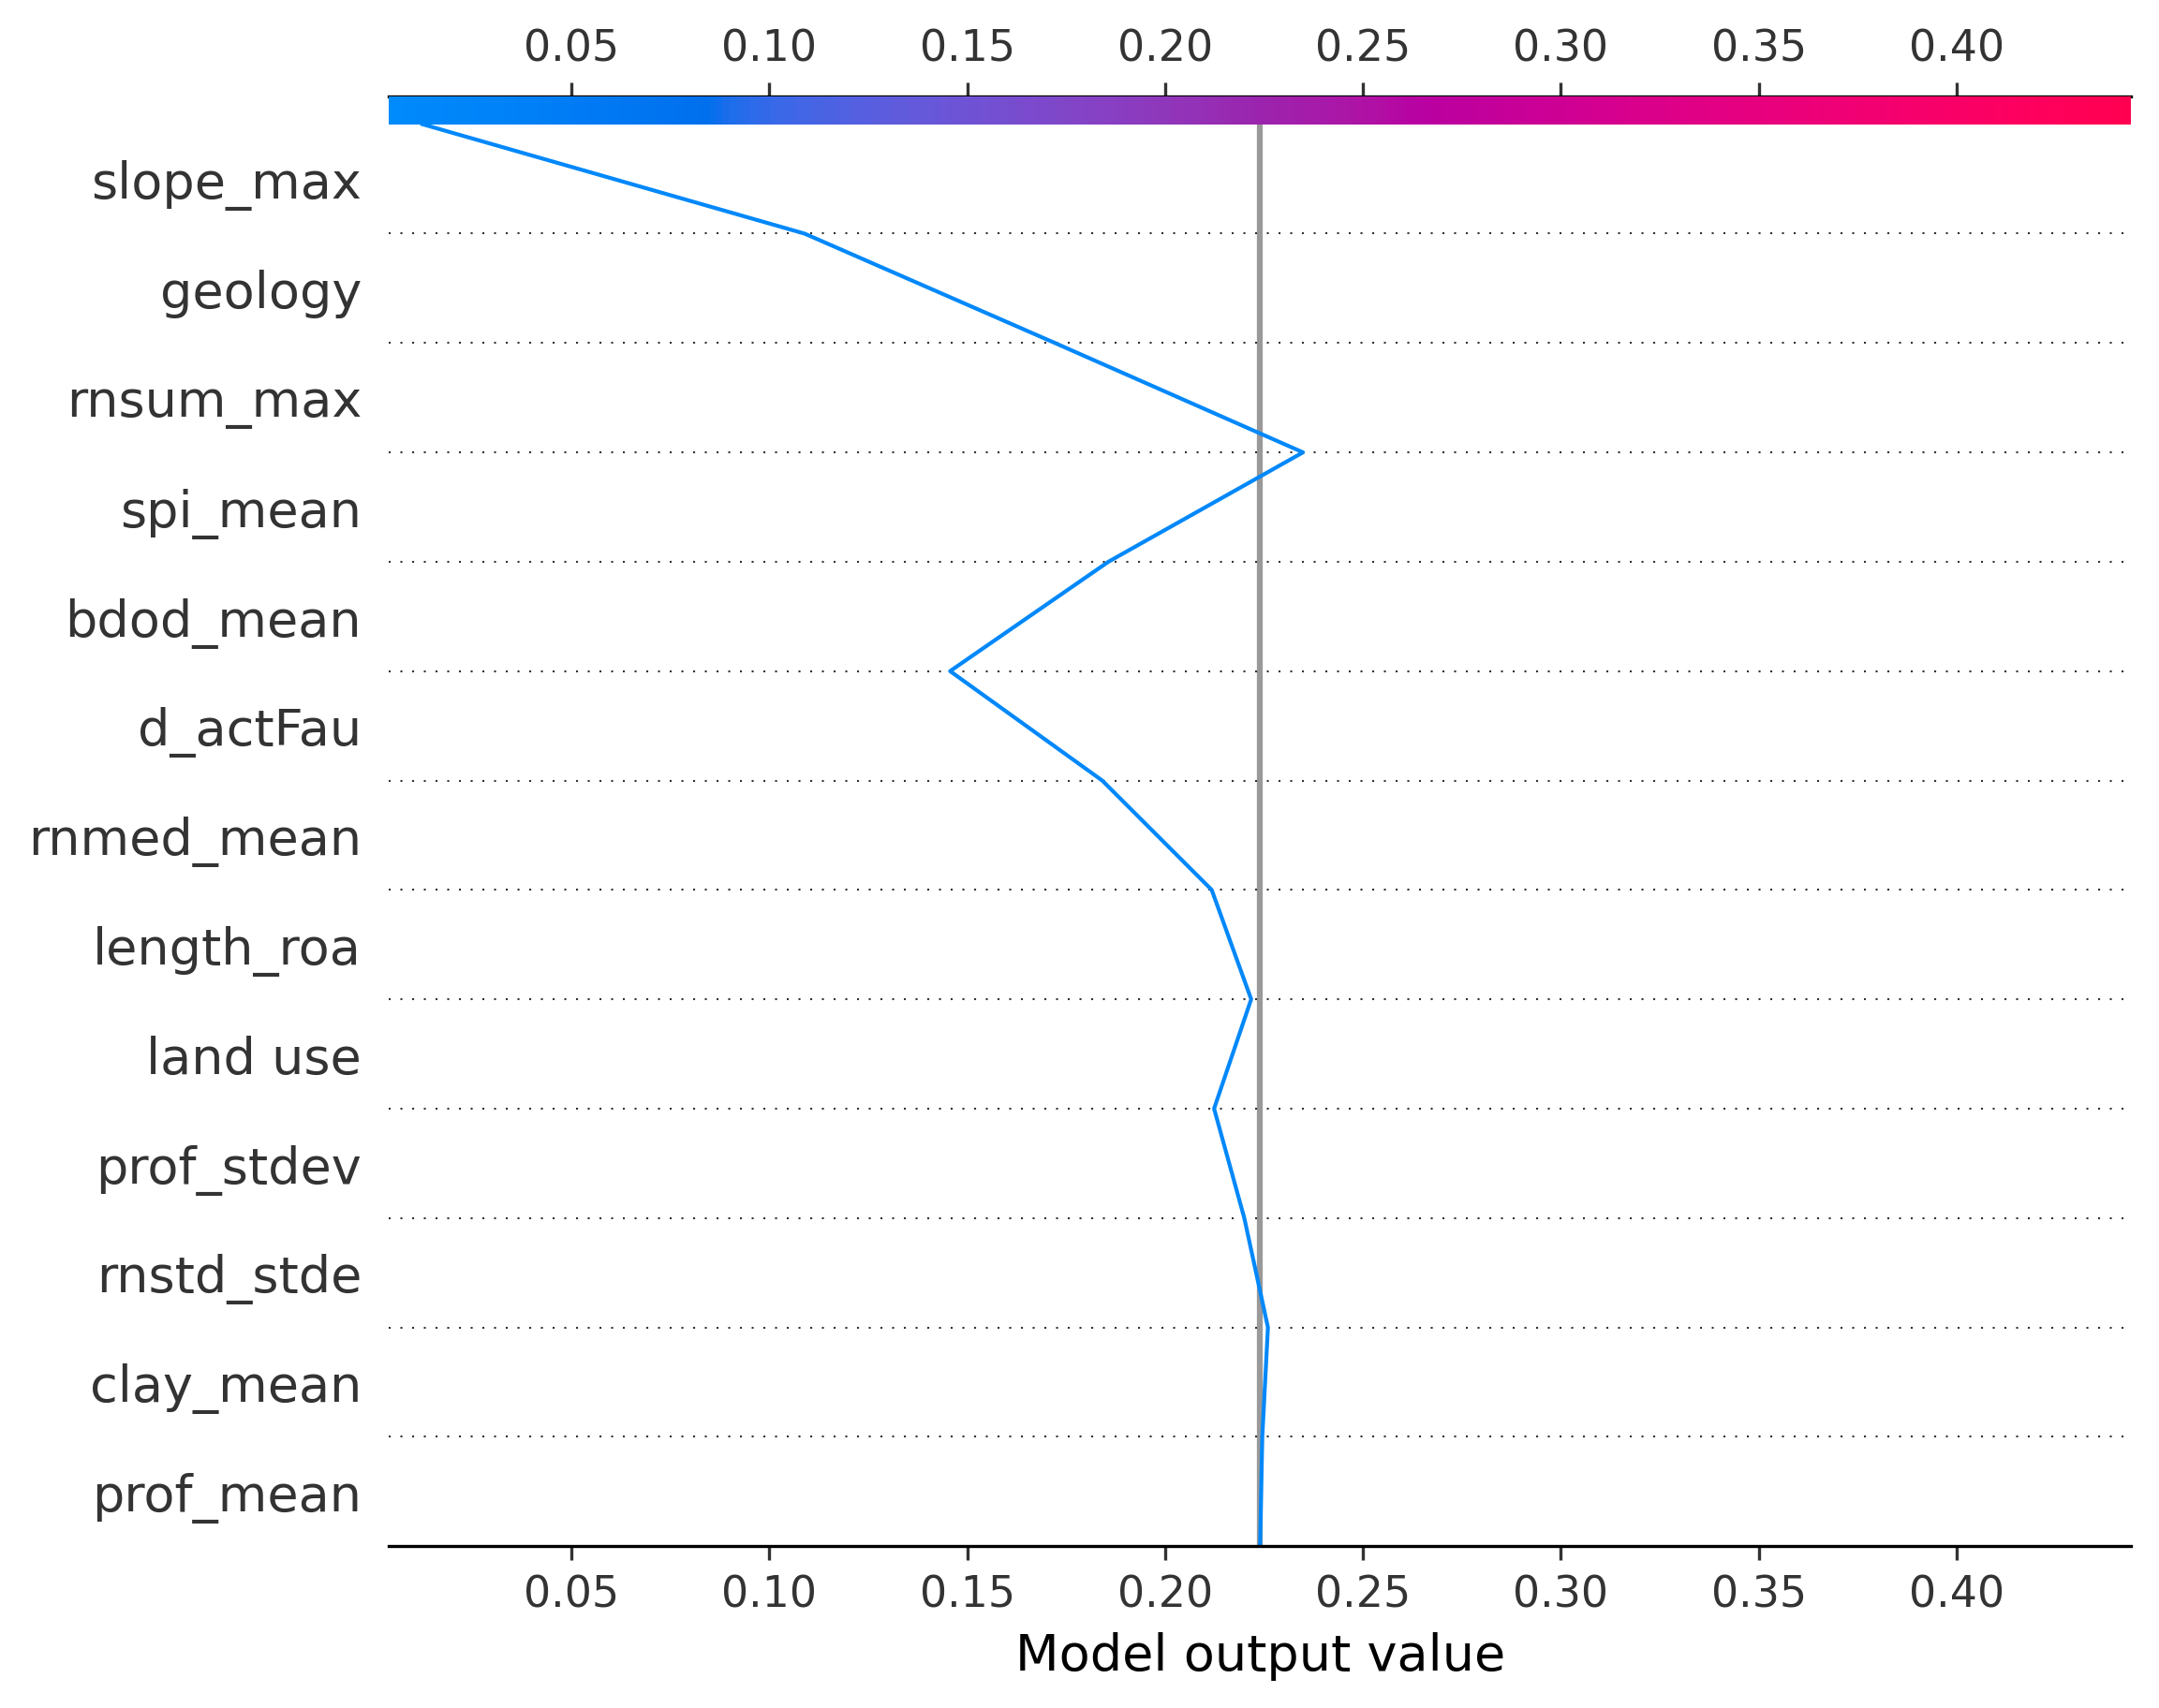 0.05 0.10 0.15 0.20 0.25 0.30 0.35 0.40
slope_max
geology
rnsum_max
spi_mean
bdod_mean
d_actFau
rnmed_mean
length_roa
land use
prof_stdev
rnstd_stde
clay_mean
prof_mean
0.05 0.10 0.15 0.20 0.25 0.30 0.35 0.40
Model output value